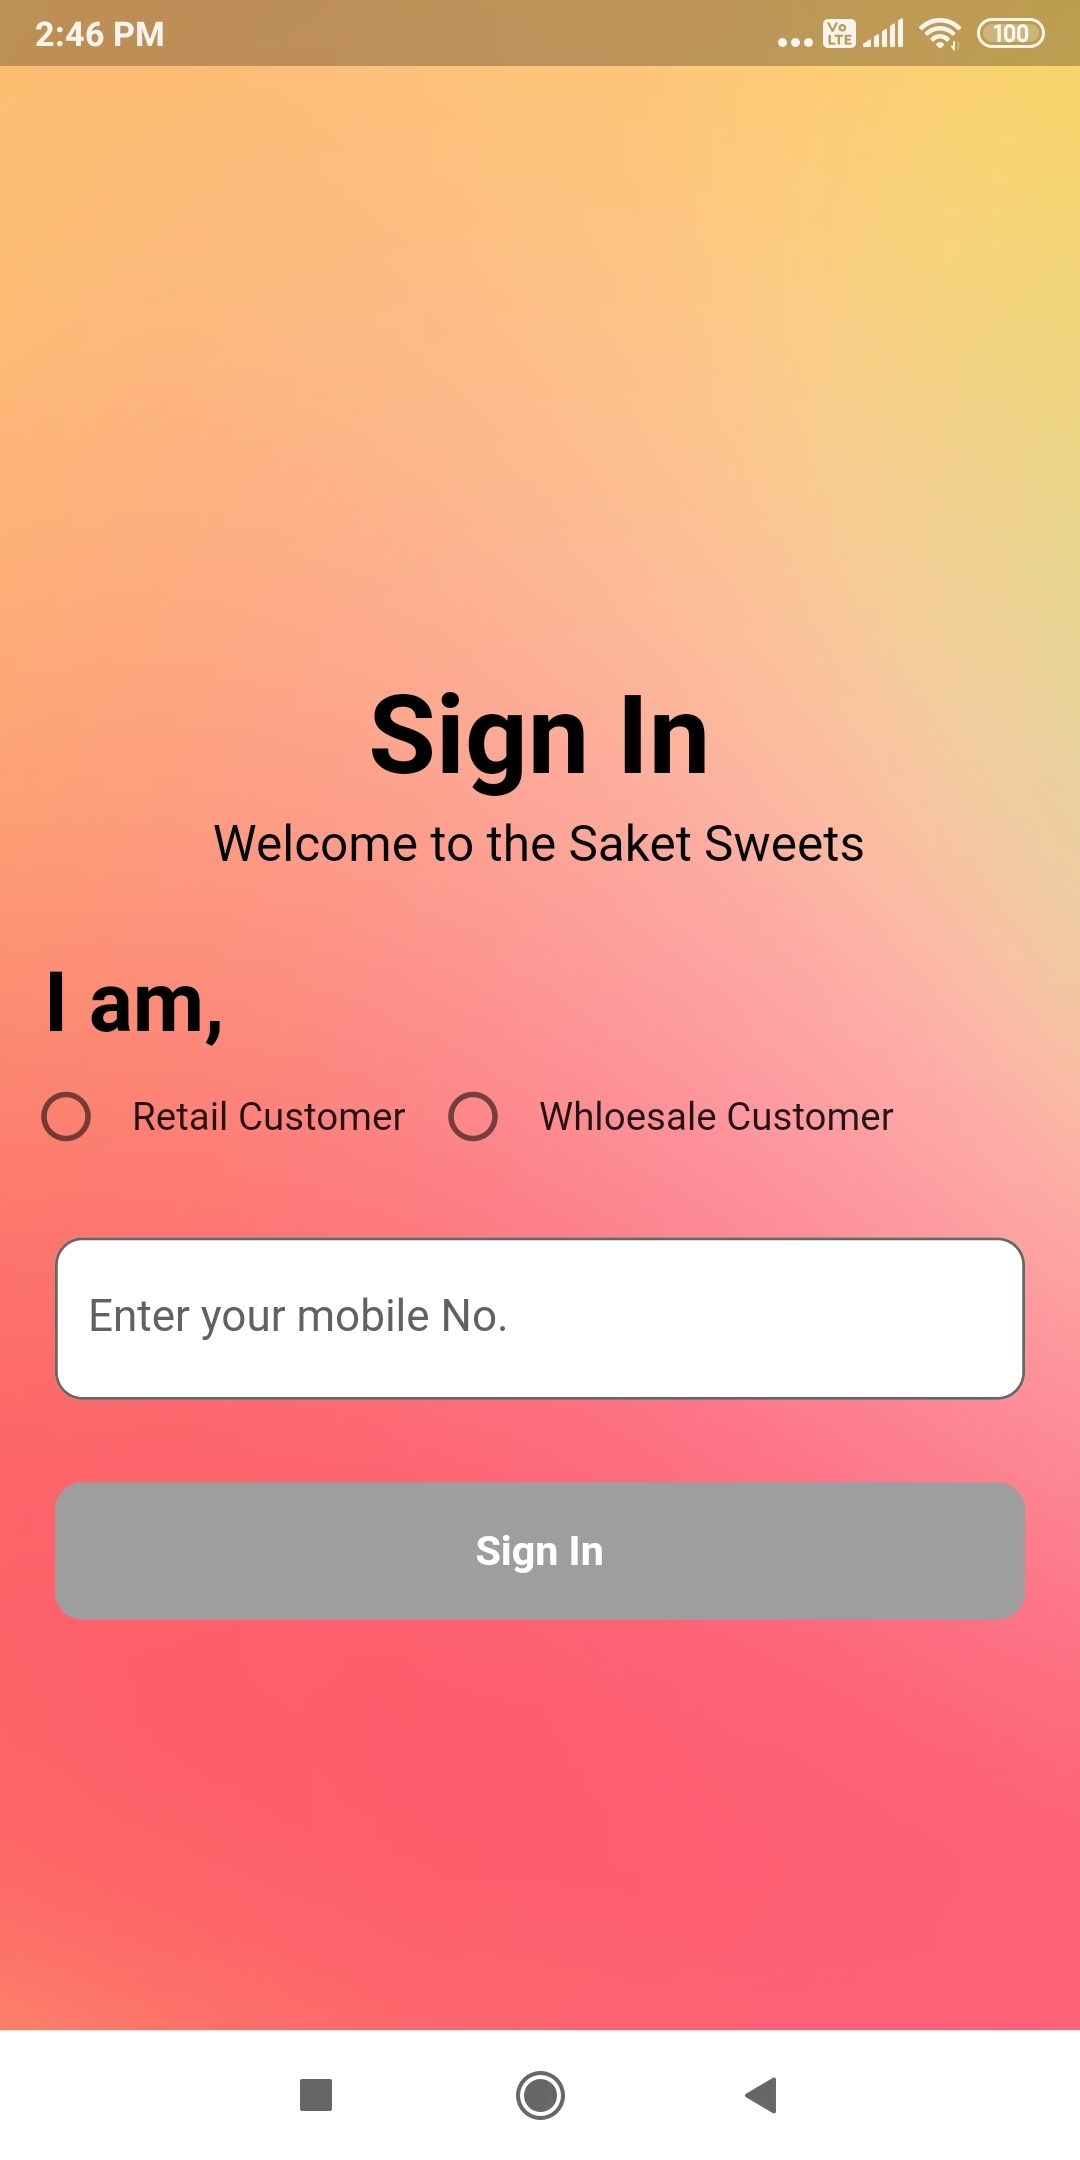 2:46 PM
Vo LTE
100
Sign In
Welcome to the Saket Sweets
I am,
Retail Customer Whloesale Customer
Enter your mobile No.
Sign In